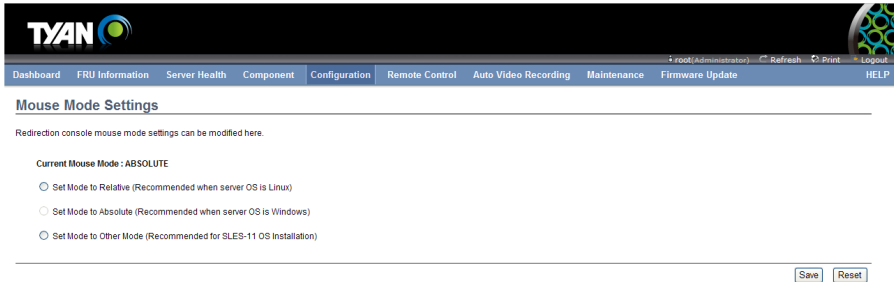 TYAN
root(Administrator) Refresh Print Logout
Dashboard FRU Information Server Health Component Configuration Remote Control Auto Video Recording Maintenance Firmware Update HELP
Mouse Mode Settings
Redirection console mouse mode settings can be modified here.
Current Mouse Mode : ABSOLUTE
Set Mode to Relative (Recommended when server OS is Linux)
Set Mode to Absolute (Recommended when server OS is Windows)
Set Mode to Other Mode (Recommended for SLES-11 OS Installation)
Save Reset